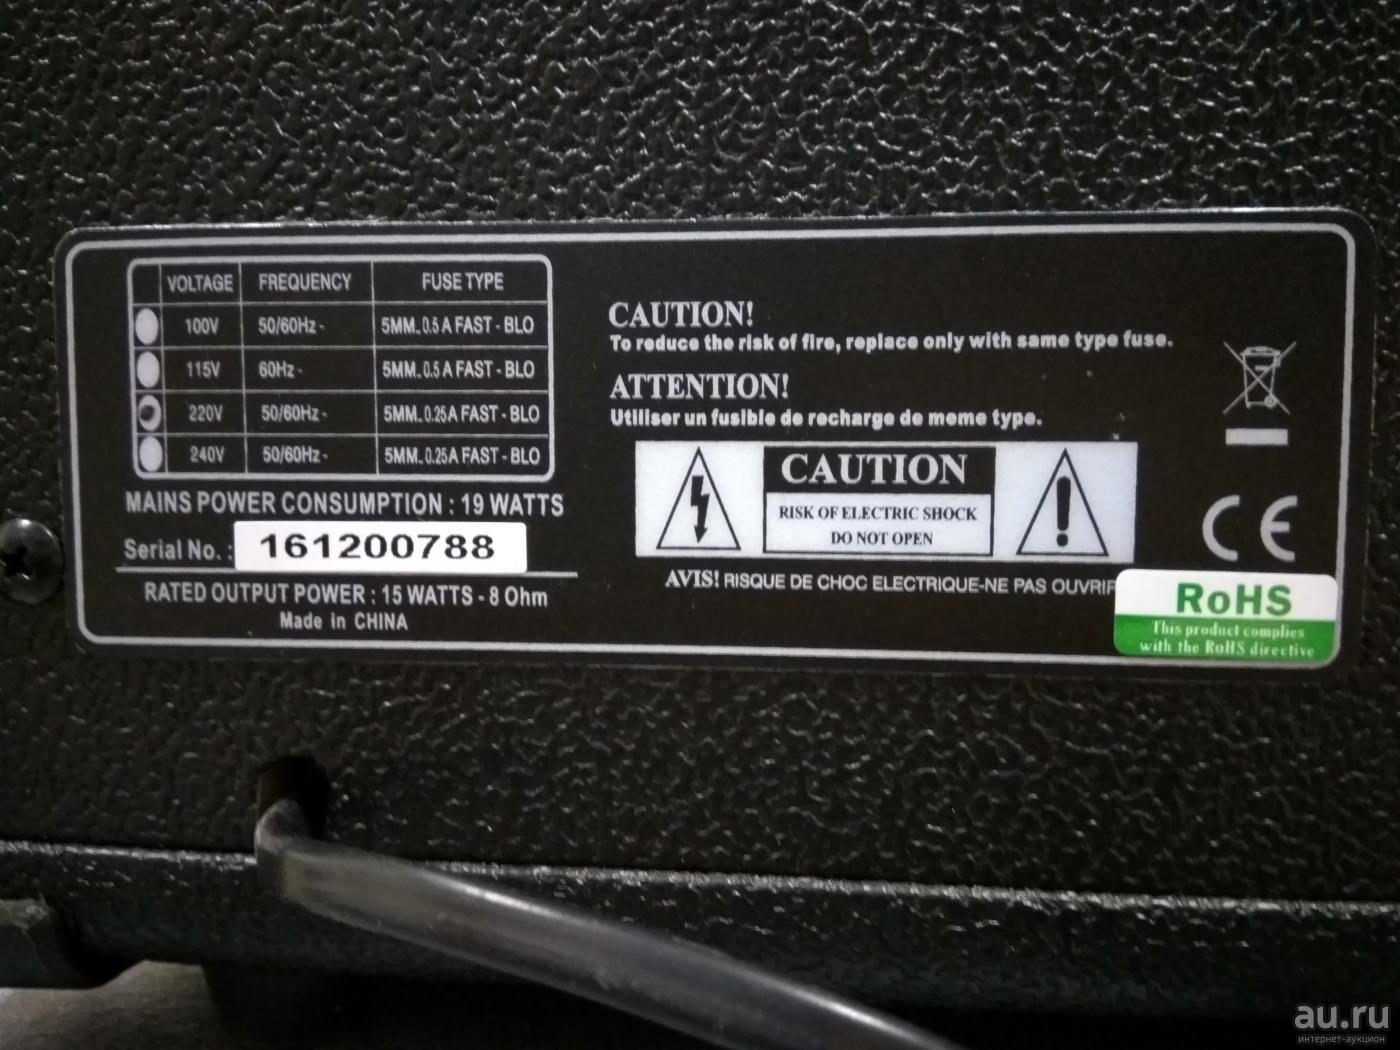 VOLTAGE FREQUENCY FUSE TYPE
100V 50/60Hz - 5MM..0.5 A FAST - BLO
115V 60Hz - 5MM..0.5 A FAST - BLO
220V 50/60Hz - 5MM..0.25A FAST - BLO
240V 50/60Hz - 5MM..0.25A FAST - BLO
MAINS POWER CONSUMPTION : 19 WATTS
Serial No. : 161200788
RATED OUTPUT POWER : 15 WATTS - 8 Ohm
Made in CHINA
CAUTION!
To reduce the risk of fire, replace only with same type fuse.
ATTENTION!
Utiliser un fusible de recharge de meme type.
CAUTION
RISK OF ELECTRIC SHOCK
DO NOT OPEN
AVIS! RISQUE DE CHOC ELECTRIQUE-NE PAS OUVRIR
CE
RoHS
This product complies
with the RoHS directive
au.ru
интернет-аукцион